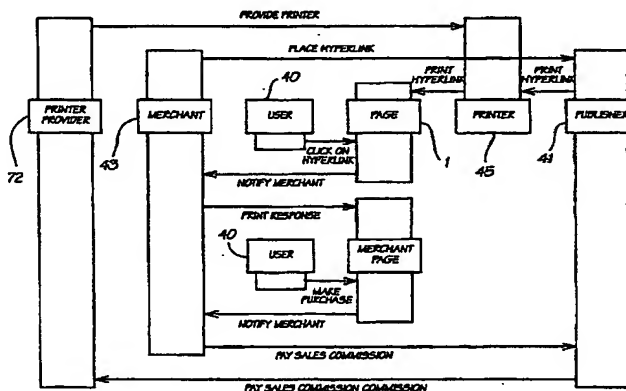 PROVIDE PRINTER
PLACE HYPERLINK
PRINT HYPERLINK
PRINT HYPERLINK
40
PRINTER PROVIDER
MERCHANT
USER
PAGE
PRINTER
PUBLISHER
72
43
CLICK ON HYPERLINK
1
45
41
NOTIFY MERCHANT
PRINT RESPONSE
40
USER
MERCHANT PAGE
MAKE PURCHASE
NOTIFY MERCHANT
PAY SALES COMMISSION
PAY SALES COMMISSION COMMISSION